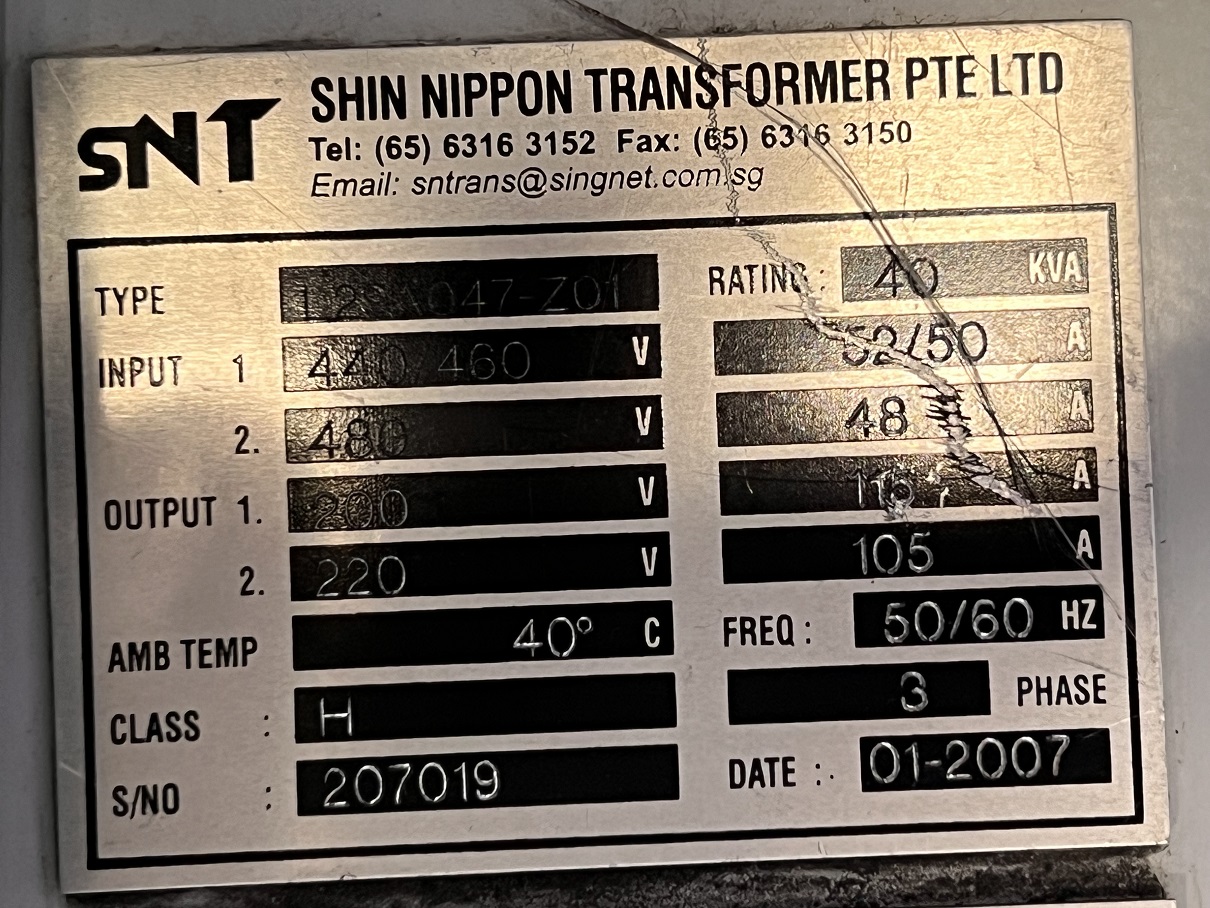 SNT
SHIN NIPPON TRANSFORMER PTE LTD
Tel: (65) 6316 3152 Fax: (65) 6316 3150
Email: sntrans@singnet.com.sg
TYPE RATING : 40 KVA
INPUT 1 440/460 V 52/50 A
2. 480 V 48 A
OUTPUT 1. 200 V A
2. 220 V 105 A
AMB TEMP 40° C FREQ : 50/60 HZ
CLASS : H 3 PHASE
S/NO : 207019 DATE : 01-2007